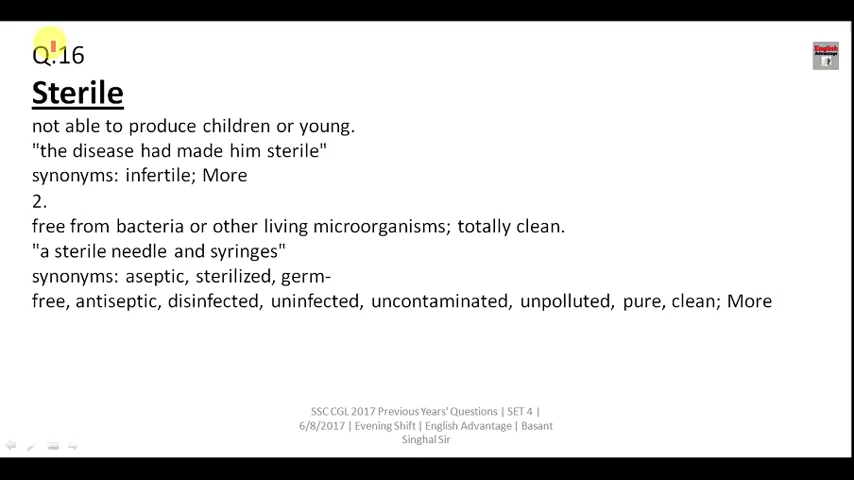 Q.16
English
Advantage
Sterile
not able to produce children or young.
"the disease had made him sterile"
synonyms: infertile; More
2.
free from bacteria or other living microorganisms; totally clean.
"a sterile needle and syringes"
synonyms: aseptic, sterilized, germ-
free, antiseptic, disinfected, uninfected, uncontaminated, unpolluted, pure, clean; More
SSC CGL 2017 Previous Years' Questions | SET 4 |
6/8/2017 | Evening Shift | English Advantage | Basant
Singhal Sir